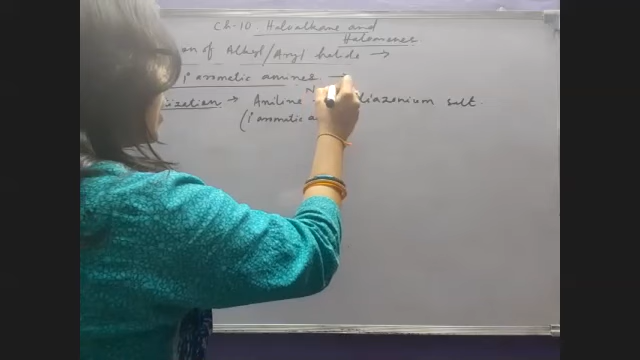 Ch-10. Haloalkane and
Haloarenes
on of Alkyl/Aryl halide →
1° aromatic amines →
ization → Aniline diazonium salt.
(1° aromatic a